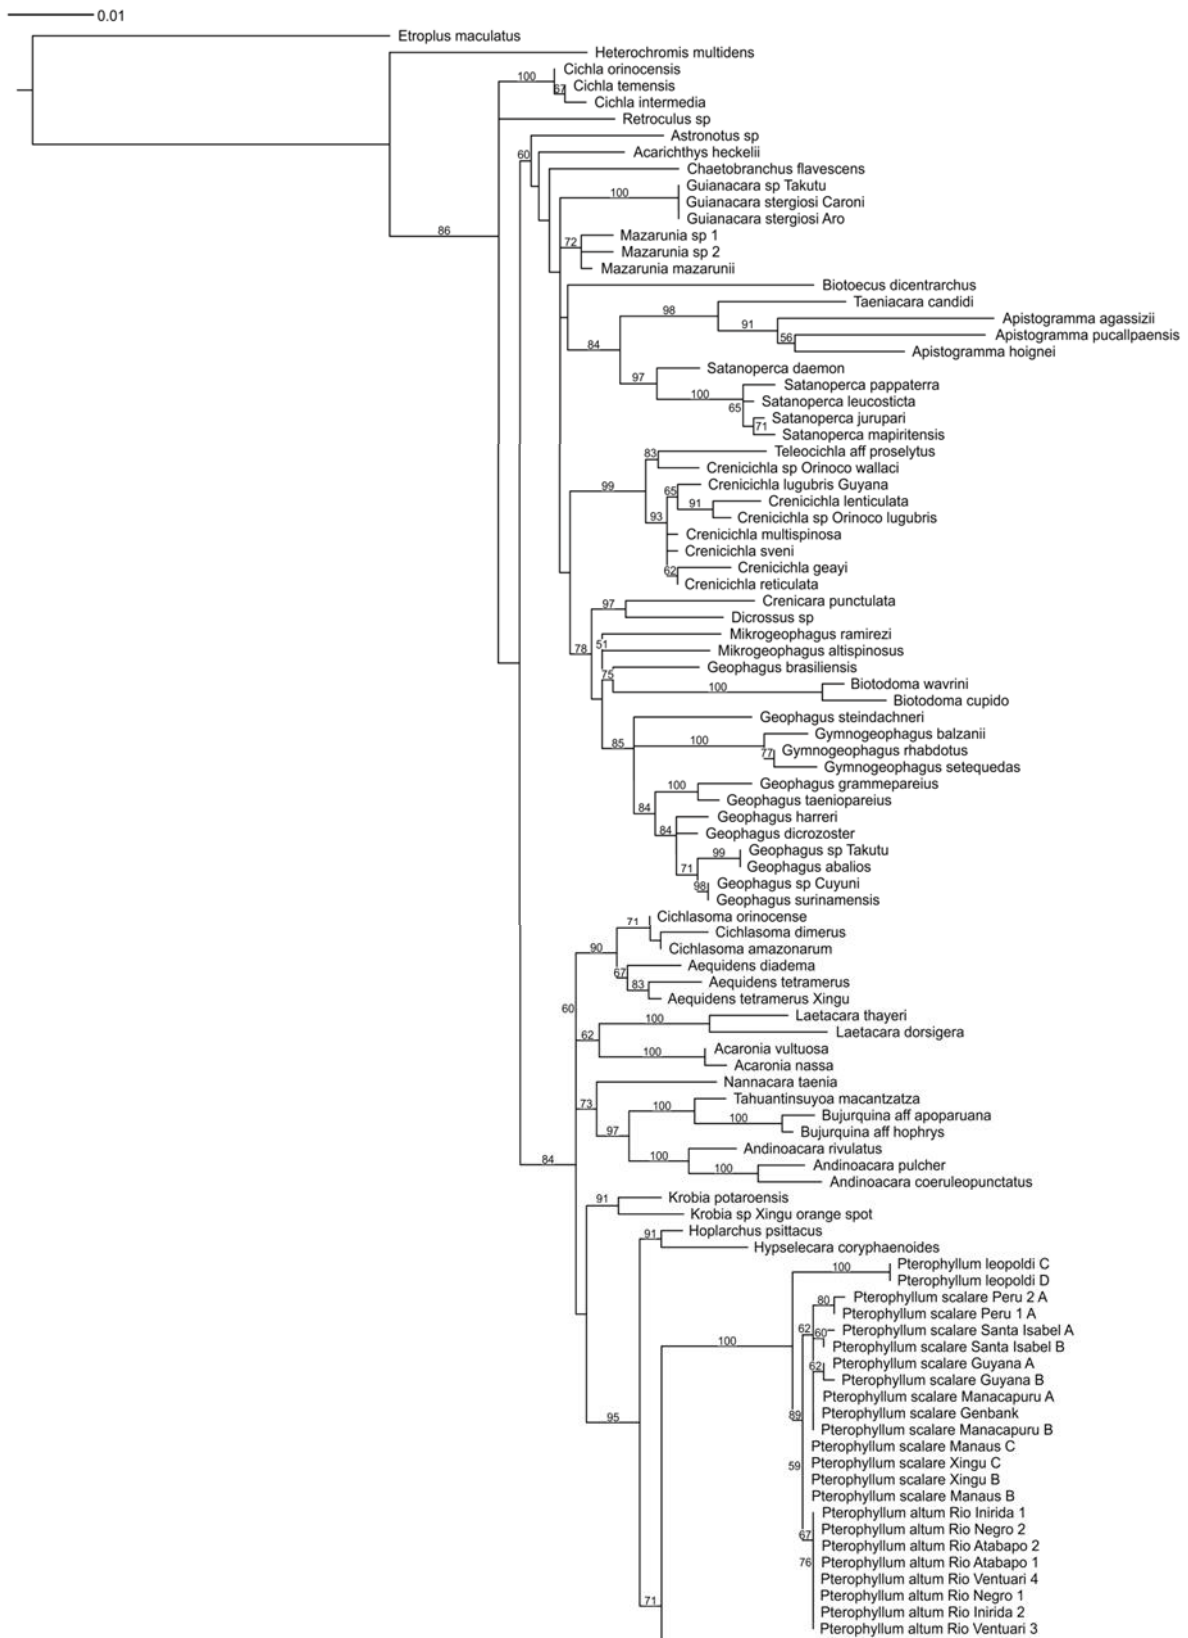 0.01
Etroplus maculatus
Heterochromis multidens
Cichla orinocensis
100
Cichla temensis
67
Cichla intermedia
Retroculus sp
Astronotus sp
60
Acarichthys heckelii
Chaetobranchus flavescens
Guianacara sp Takutu
100
Guianacara stergiosi Caroni
Guianacara stergiosi Aro
86
Mazarunia sp 1
72
Mazarunia sp 2
Mazarunia mazarunii
Biotoecus dicentrarchus
Taeniacara candidi
98
Apistogramma agassizii
91
Apistogramma pucallpaensis
56
84
Apistogramma hoignei
Satanoperca daemon
97
Satanoperca pappaterra
100
Satanoperca leucosticta
65
Satanoperca jurupari
71
Satanoperca mapiritensis
Teleocichla aff proselytus
83
Crenicichla sp Orinoco wallaci
99
Crenicichla lugubris Guyana
65
Crenicichla lenticulata
91
93
Crenicichla sp Orinoco lugubris
Crenicichla multispinosa
Crenicichla sveni
Crenicichla geayi
62
Crenicichla reticulata
Crenicara punctulata
97
Dicrossus sp
Mikrogeophagus ramirezi
51
78
Mikrogeophagus altispinosus
Geophagus brasiliensis
75
Biotodoma wavrini
100
Biotodoma cupido
Geophagus steindachneri
Gymnogeophagus balzanii
85
100
Gymnogeophagus rhabdotus
77
Gymnogeophagus setequedas
Geophagus grammepareius
100
Geophagus taeniopareius
84
Geophagus harreri
84
Geophagus dicrozoster
Geophagus sp Takutu
99
Geophagus abalios
71
Geophagus sp Cuyuni
98
Geophagus surinamensis
Cichlasoma orinocense
71
Cichlasoma dimerus
90
Cichlasoma amazonarum
Aequidens diadema
67
Aequidens tetramerus
83
Aequidens tetramerus Xingu
60
Laetacara thayeri
100
Laetacara dorsigera
62
Acaronia vultuosa
100
Acaronia nassa
Nannacara taenia
73
Tahuantinsuyoa macantzatza
100
Bujurquina aff apoparuana
100
97
Bujurquina aff hophrys
Andinoacara rivulatus
100
84
Andinoacara pulcher
100
Andinoacara coeruleopunctatus
Krobia potaroensis
91
Krobia sp Xingu orange spot
Hoplarchus psittacus
91
Hypselecara coryphaenoides
Pterophyllum leopoldi C
100
Pterophyllum leopoldi D
Pterophyllum scalare Peru 2 A
80
Pterophyllum scalare Peru 1 A
62
60
Pterophyllum scalare Santa Isabel A
100
Pterophyllum scalare Santa Isabel B
Pterophyllum scalare Guyana A
62
Pterophyllum scalare Guyana B
Pterophyllum scalare Manacapuru A
Pterophyllum scalare Genbank
89
95
Pterophyllum scalare Manacapuru B
Pterophyllum scalare Manaus C
Pterophyllum scalare Xingu C
59
Pterophyllum scalare Xingu B
Pterophyllum scalare Manaus B
Pterophyllum altum Rio Inirida 1
Pterophyllum altum Rio Negro 2
67
Pterophyllum altum Rio Atabapo 2
Pterophyllum altum Rio Atabapo 1
76
Pterophyllum altum Rio Ventuari 4
Pterophyllum altum Rio Negro 1
71
Pterophyllum altum Rio Inirida 2
Pterophyllum altum Rio Ventuari 3